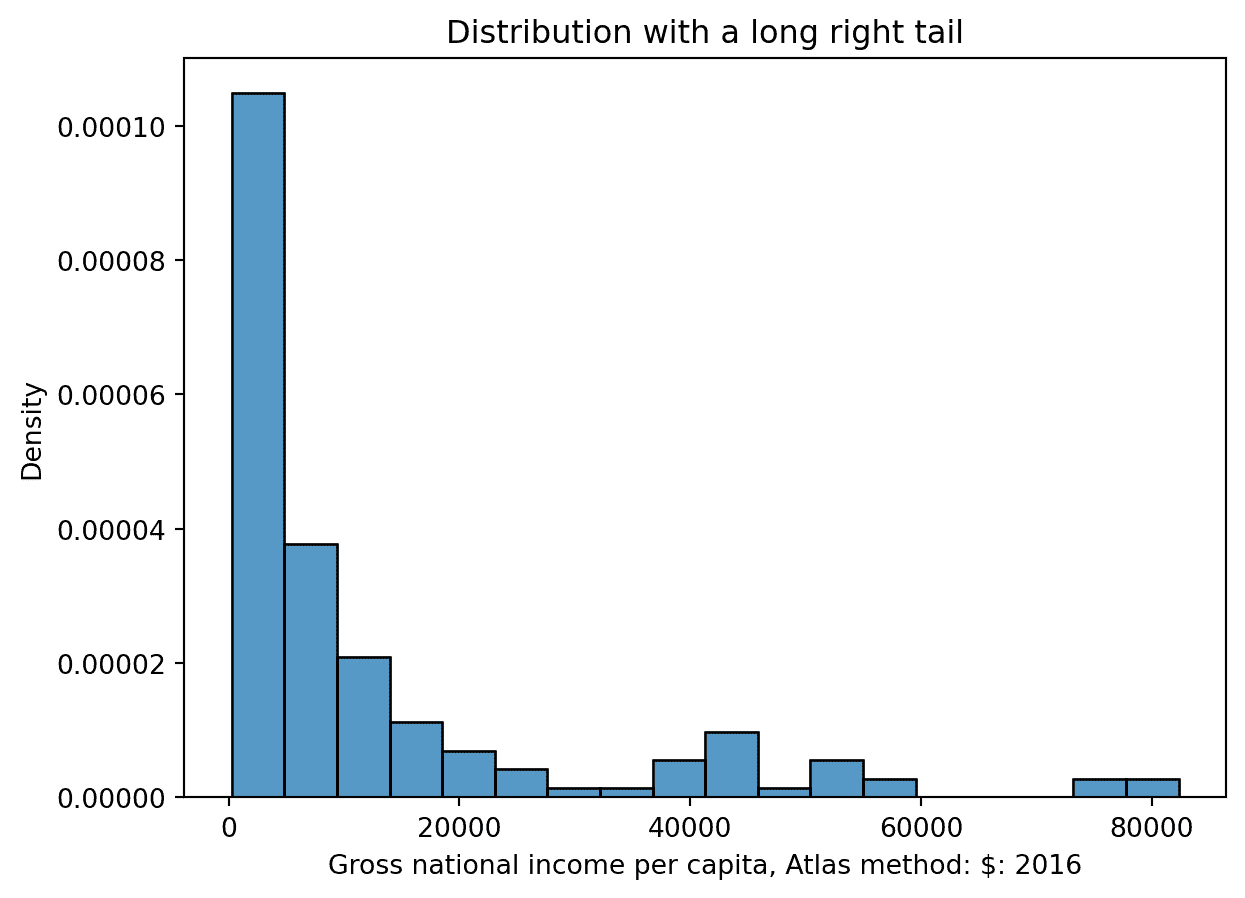 Distribution with a long right tail
0.00010
0.00008
0.00006
0.00004
0.00002
0.00000
Density
0 20000 40000 60000 80000
Gross national income per capita, Atlas method: $: 2016